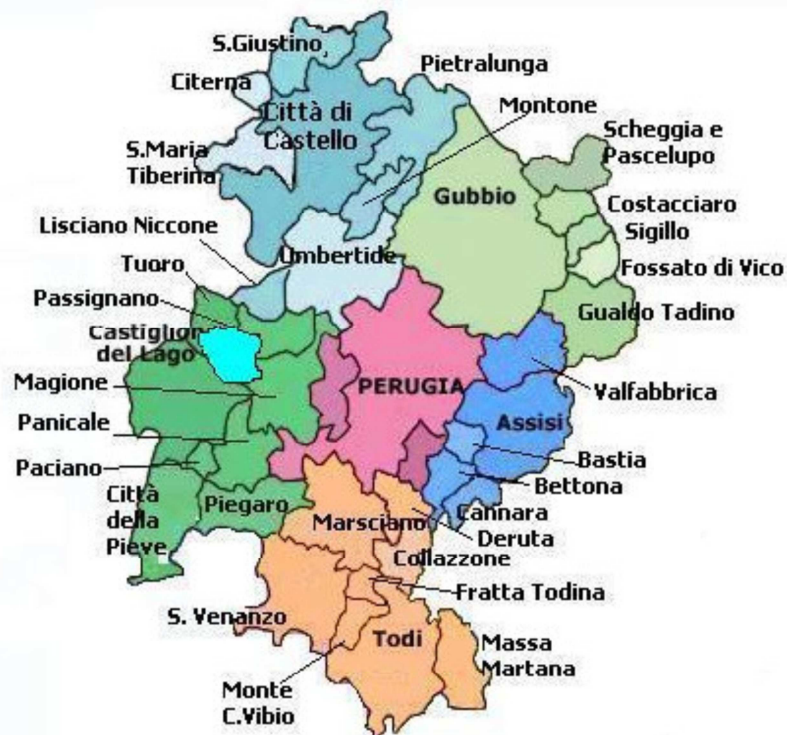 S.Giustino
Citerna
Pietralunga
Città di
Castello
Montone
S.Maria
Tiberina
Scheggia e
Pascelupo
Gubbio
Costacciaro
Lisciano Niccone
Sigillo
Umbertide
Tuoro
Fossato di Vico
Passignano
Gualdo Tadino
Castiglion
del Lago
Magione
PERUGIA
Valfabbrica
Panicale
Assisi
Paciano
Bastia
Bettona
Città
della
Pieve
Piegaro
Marsciano
Cannara
Deruta
Collazzone
Fratta Todina
S. Venanzo
Todi
Massa
Martana
Monte
C.Vibio